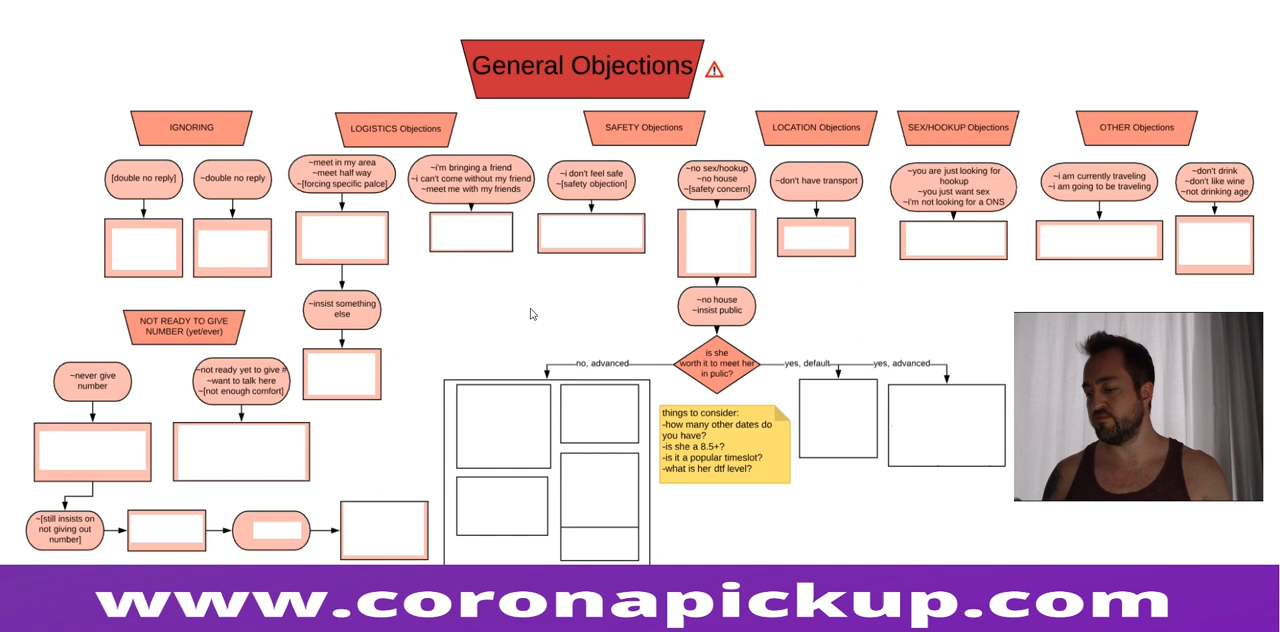 General Objections
IGNORING
LOGISTICS Objections
SAFETY Objections
LOCATION Objections
SEX/HOOKUP Objections
OTHER Objections
[double no reply]
~double no reply
~meet in my area
~meet half way
~[forcing specific palce]
~i'm bringing a friend
~i can't come without my friend
~meet me with my friends
~i don't feel safe
~[safety objection]
~no sex/hookup
~no house
~[safety concern]
~don't have transport
~you are just looking for
hookup
~you just want sex
~i'm not looking for a ONS
~i am currently traveling
~i am going to be traveling
~don't drink
~don't like wine
~not drinking age
~insist something
else
~no house
~insist public
NOT READY TO GIVE
NUMBER (yet/ever)
~never give
number
~not ready yet to give #
~want to talk here
~[not enough comfort]
is she
worth it to meet her
in pulic?
no, advanced
yes, default
yes, advanced
things to consider:
-how many other dates do
you have?
-is she a 8.5+?
-is it a popular timeslot?
-what is her dtf level?
~[still insists on
not giving out
number]
www.coronapickup.com